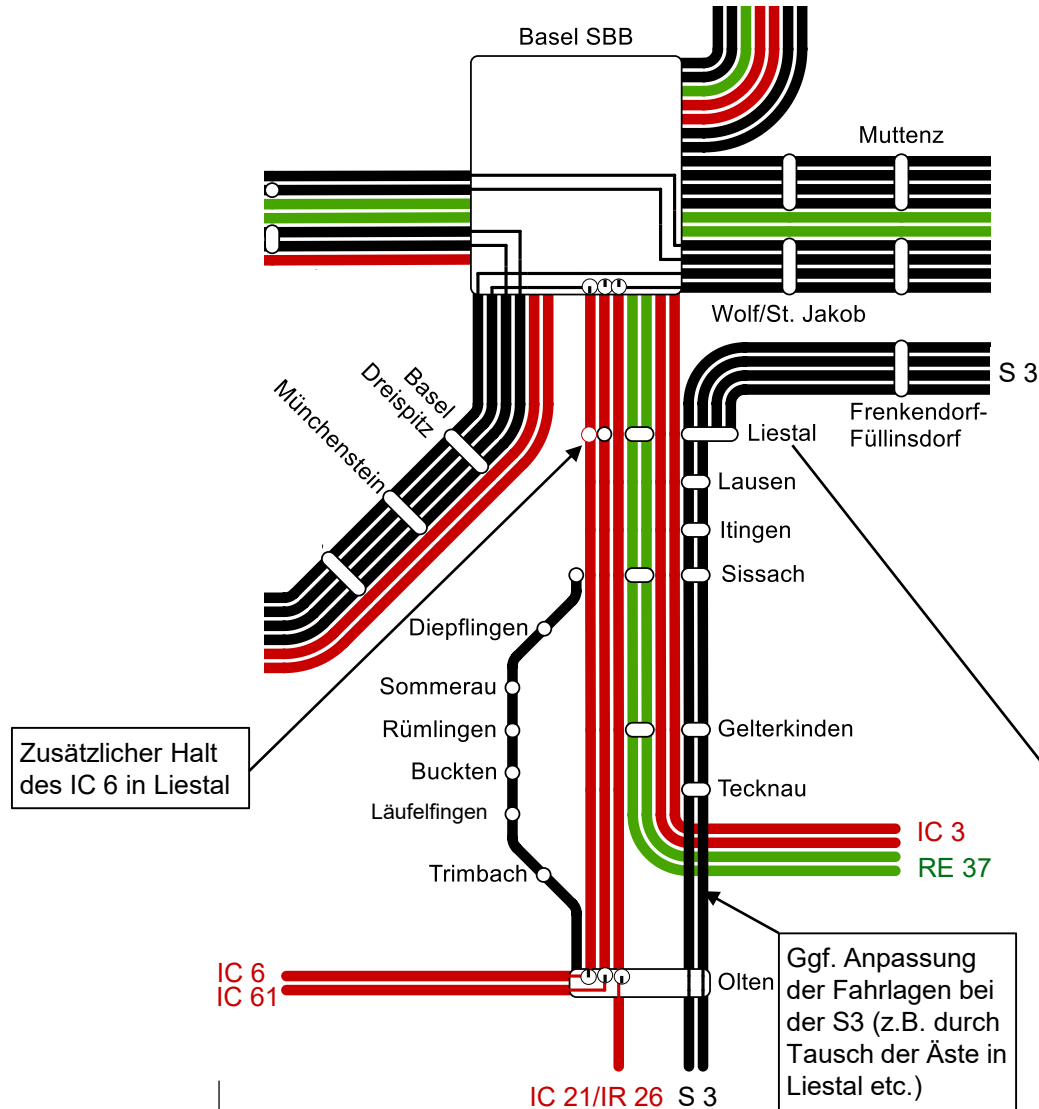 Basel SBB
Muttenz
Wolf/St. Jakob
S 3
Basel
Dreispitz
Münchenstein
Frenkendorf-
Füllinsdorf
Liestal
Lausen
Itingen
Sissach
Diepflingen
Sommerau
Rümlingen
Gelterkinden
Zusätzlicher Halt
des IC 6 in Liestal
Buckten
Tecknau
Läufelfingen
IC 3
RE 37
Trimbach
IC 6
IC 61
Olten
Ggf. Anpassung
der Fahrlagen bei
der S3 (z.B. durch
Tausch der Äste in
Liestal etc.)
IC 21/IR 26
S 3